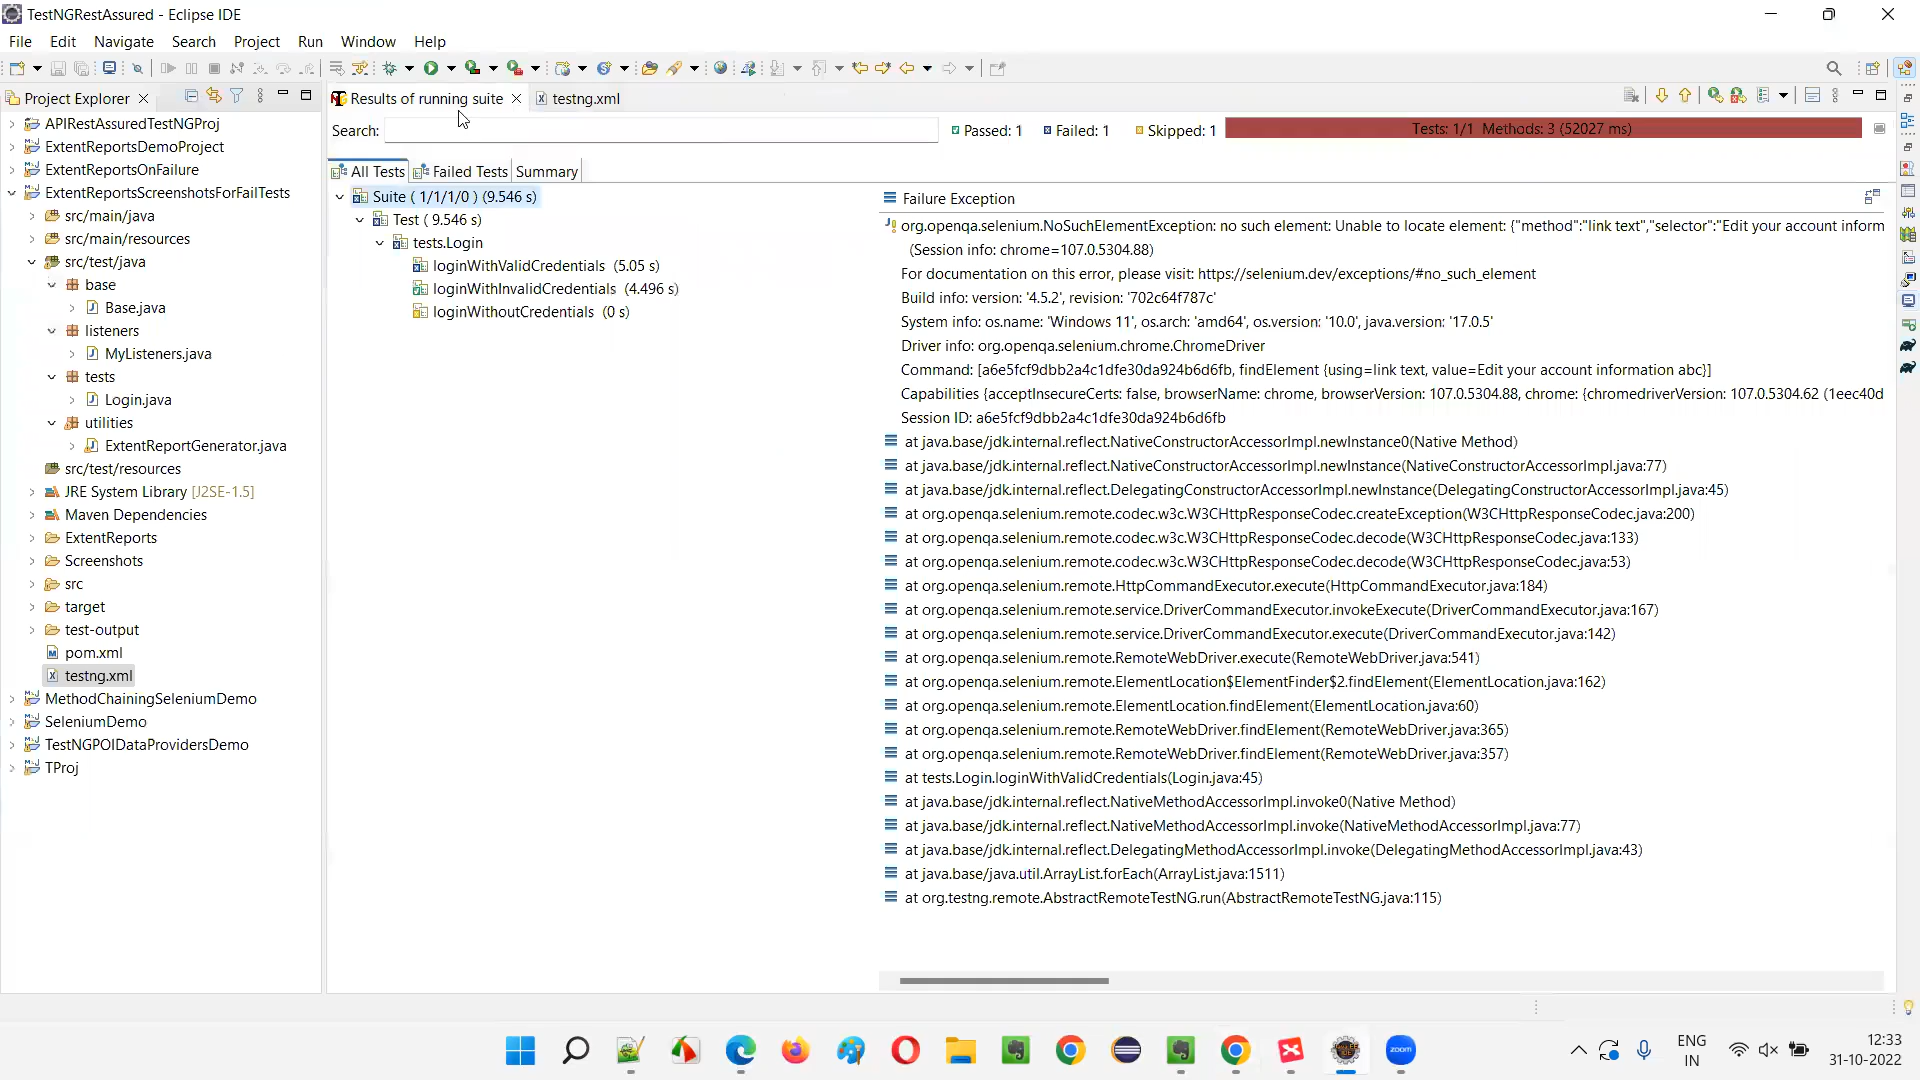 TestNGRestAssured - Eclipse IDE
File Edit Navigate Search Project Run Window Help
Project Explorer
Results of running suite
testng.xml
APIRestAssuredTestNGProj
ExtentReportsDemoProject
ExtentReportsOnFailure
ExtentReportsScreenshotsForFailTests
src/main/java
src/main/resources
src/test/java
base
Base.java
listeners
MyListeners.java
tests
Login.java
utilities
ExtentReportGenerator.java
src/test/resources
JRE System Library [J2SE-1.5]
Maven Dependencies
ExtentReports
Screenshots
src
target
test-output
pom.xml
testng.xml
MethodChainingSeleniumDemo
SeleniumDemo
TestNGPOIDataProvidersDemo
TProj
Search:
Passed: 1 Failed: 1 Skipped: 1
Tests: 1/1 Methods: 3 (52027 ms)
All Tests Failed Tests Summary
Suite ( 1/1/1/0 ) (9.546 s)
Test ( 9.546 s)
tests.Login
loginWithValidCredentials (5.05 s)
loginWithInvalidCredentials (4.496 s)
loginWithoutCredentials (0 s)
Failure Exception
org.openqa.selenium.NoSuchElementException: no such element: Unable to locate element: {"method":"link text","selector":"Edit your account inform
(Session info: chrome=107.0.5304.88)
For documentation on this error, please visit: https://selenium.dev/exceptions/#no_such_element
Build info: version: '4.5.2', revision: '702c64f787c'
System info: os.name: 'Windows 11', os.arch: 'amd64', os.version: '10.0', java.version: '17.0.5'
Driver info: org.openqa.selenium.chrome.ChromeDriver
Command: [a6e5fcf9dbb2a4c1dfe30da924b6d6fb, findElement {using=link text, value=Edit your account information abc}]
Capabilities {acceptInsecureCerts: false, browserName: chrome, browserVersion: 107.0.5304.88, chrome: {chromedriverVersion: 107.0.5304.62 (1eec40d
Session ID: a6e5fcf9dbb2a4c1dfe30da924b6d6fb
at java.base/jdk.internal.reflect.NativeConstructorAccessorImpl.newInstance0(Native Method)
at java.base/jdk.internal.reflect.NativeConstructorAccessorImpl.newInstance(NativeConstructorAccessorImpl.java:77)
at java.base/jdk.internal.reflect.DelegatingConstructorAccessorImpl.newInstance(DelegatingConstructorAccessorImpl.java:45)
at org.openqa.selenium.remote.codec.w3c.W3CHttpResponseCodec.createException(W3CHttpResponseCodec.java:200)
at org.openqa.selenium.remote.codec.w3c.W3CHttpResponseCodec.decode(W3CHttpResponseCodec.java:133)
at org.openqa.selenium.remote.codec.w3c.W3CHttpResponseCodec.decode(W3CHttpResponseCodec.java:53)
at org.openqa.selenium.remote.HttpCommandExecutor.execute(HttpCommandExecutor.java:184)
at org.openqa.selenium.remote.service.DriverCommandExecutor.invokeExecute(DriverCommandExecutor.java:167)
at org.openqa.selenium.remote.service.DriverCommandExecutor.execute(DriverCommandExecutor.java:142)
at org.openqa.selenium.remote.RemoteWebDriver.execute(RemoteWebDriver.java:541)
at org.openqa.selenium.remote.ElementLocation$ElementFinder$2.findElement(ElementLocation.java:162)
at org.openqa.selenium.remote.ElementLocation.findElement(ElementLocation.java:60)
at org.openqa.selenium.remote.RemoteWebDriver.findElement(RemoteWebDriver.java:365)
at org.openqa.selenium.remote.RemoteWebDriver.findElement(RemoteWebDriver.java:357)
at tests.Login.loginWithValidCredentials(Login.java:45)
at java.base/jdk.internal.reflect.NativeMethodAccessorImpl.invoke0(Native Method)
at java.base/jdk.internal.reflect.NativeMethodAccessorImpl.invoke(NativeMethodAccessorImpl.java:77)
at java.base/jdk.internal.reflect.DelegatingMethodAccessorImpl.invoke(DelegatingMethodAccessorImpl.java:43)
at java.base/java.util.ArrayList.forEach(ArrayList.java:1511)
at org.testng.remote.AbstractRemoteTestNG.run(AbstractRemoteTestNG.java:115)
zoom
ENG
IN
12:33
31-10-2022